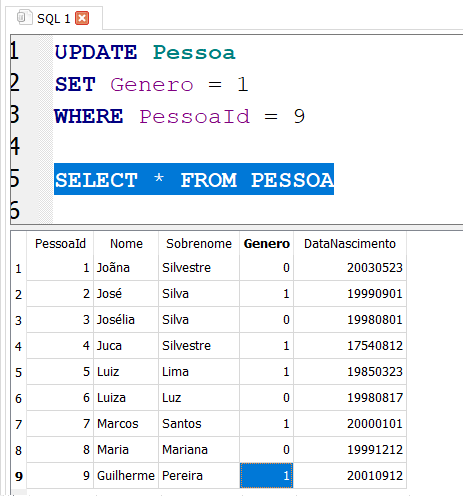 SQL 1
1 UPDATE Pessoa
2 SET Genero = 1
3 WHERE PessoaId = 9
4
5 SELECT * FROM PESSOA
6
PessoaId Nome Sobrenome Genero DataNascimento
1 1 Joãna Silvestre 0 20030523
2 2 José Silva 1 19990901
3 3 Josélia Silva 0 19980801
4 4 Juca Silvestre 1 17540812
5 5 Luiz Lima 1 19850323
6 6 Luiza Luz 0 19980817
7 7 Marcos Santos 1 20000101
8 8 Maria Mariana 0 19991212
9 9 Guilherme Pereira 1 20010912